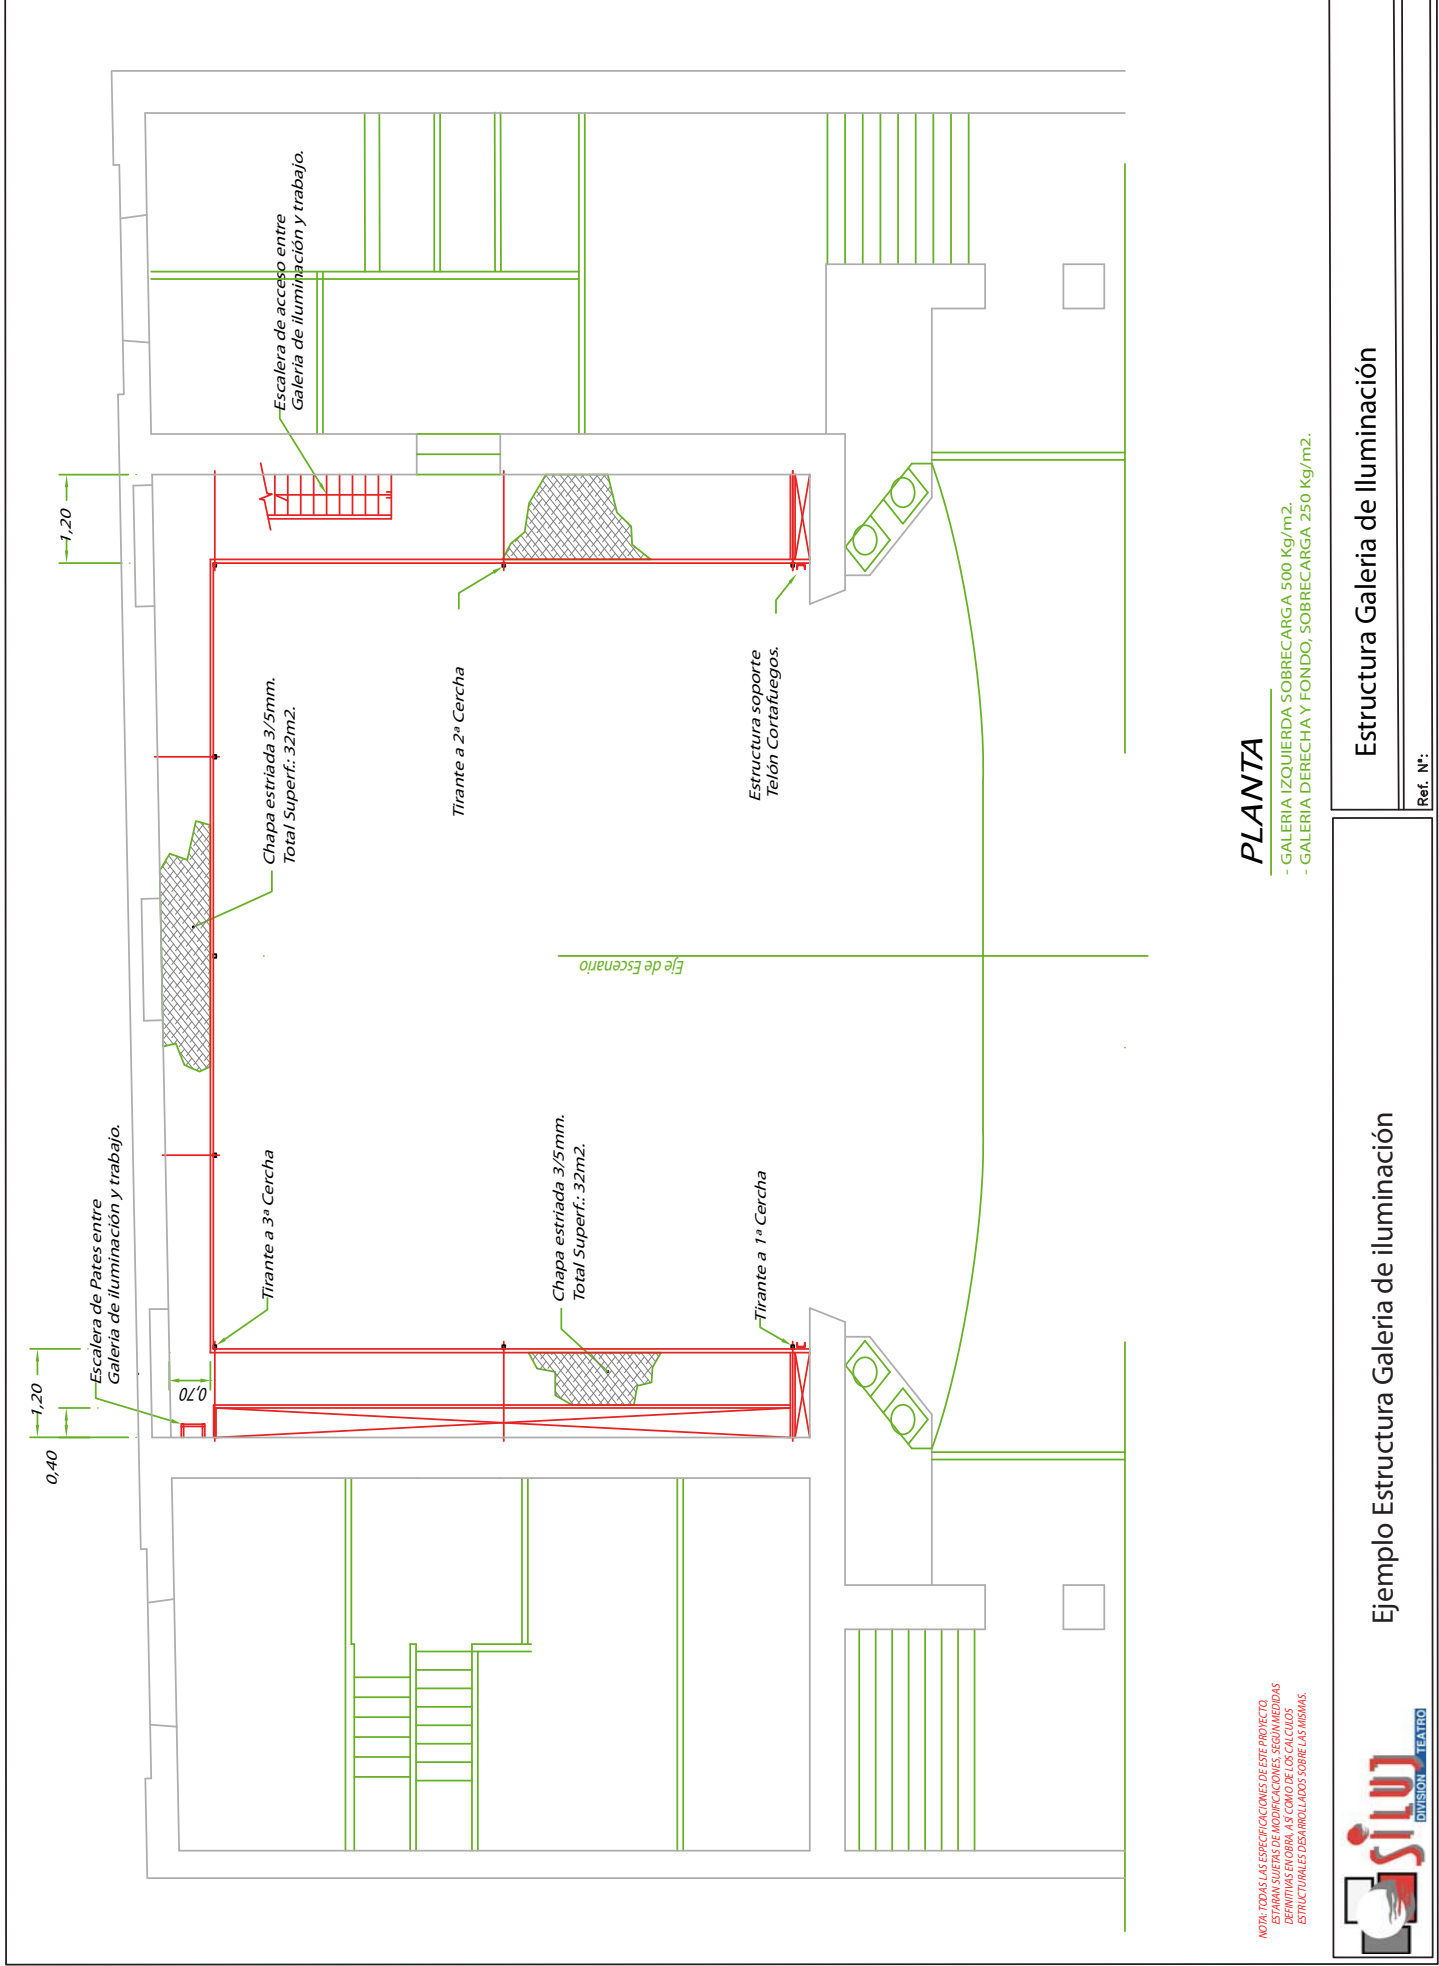 Escalera de Pates entre
Galeria de iluminación y trabajo.
1,20
0,40
0,70
Tirante a 3ª Cercha
Chapa estriada 3/5mm.
Total Superf.: 32m2.
Escalera de acceso entre
Galeria de iluminación y trabajo.
1,20
Tirante a 2ª Cercha
Chapa estriada 3/5mm.
Total Superf.: 32m2.
Eje de Escenario
Tirante a 1ª Cercha
Estructura soporte
Telón Cortafuegos.
PLANTA
- GALERIA IZQUIERDA SOBRECARGA 500 Kg/m2.
- GALERIA DERECHA Y FONDO, SOBRECARGA 250 Kg/m2.
NOTA: TODAS LAS ESPECIFICACIONES DE ESTE PROYECTO,
ESTARAN SUJETAS DE MODIFICACIONES, SEGÚN MEDIDAS
DEFINITIVAS EN OBRA, ASÍ COMO DE LOS CALCULOS
ESTRUCTURALES DESARROLLADOS SOBRE LAS MISMAS.
SILUJ
DIVISION TEATRO
Ejemplo Estructura Galeria de iluminación
Estructura Galeria de Iluminación
Ref. Nº: